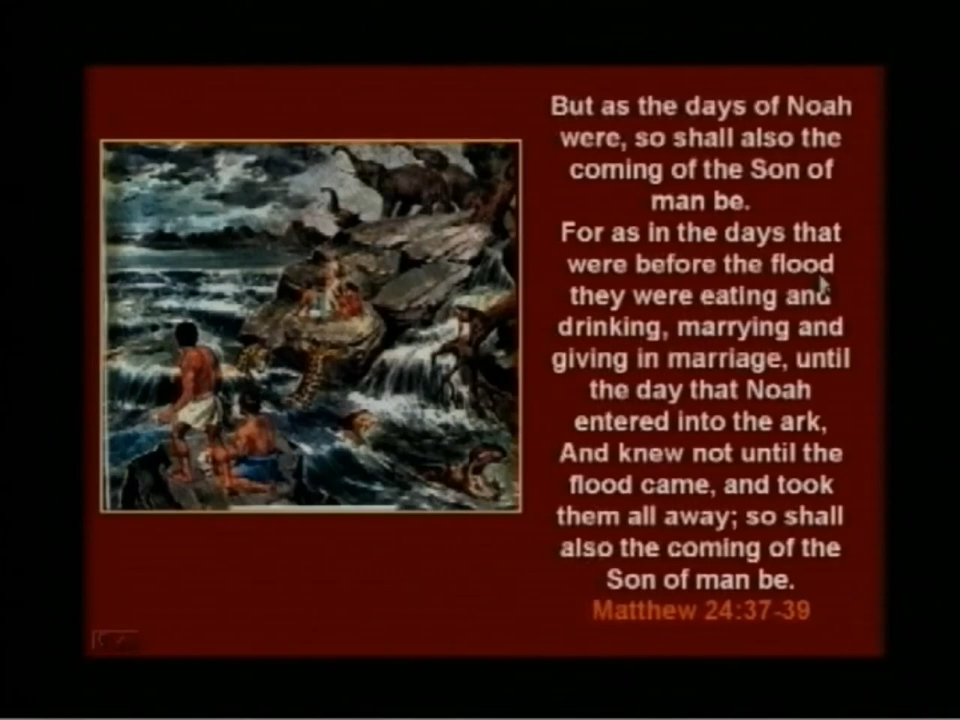 But as the days of Noah
were, so shall also the
coming of the Son of
man be.
For as in the days that
were before the flood
they were eating and
drinking, marrying and
giving in marriage, until
the day that Noah
entered into the ark,
And knew not until the
flood came, and took
them all away; so shall
also the coming of the
Son of man be.
Matthew 24:37-39